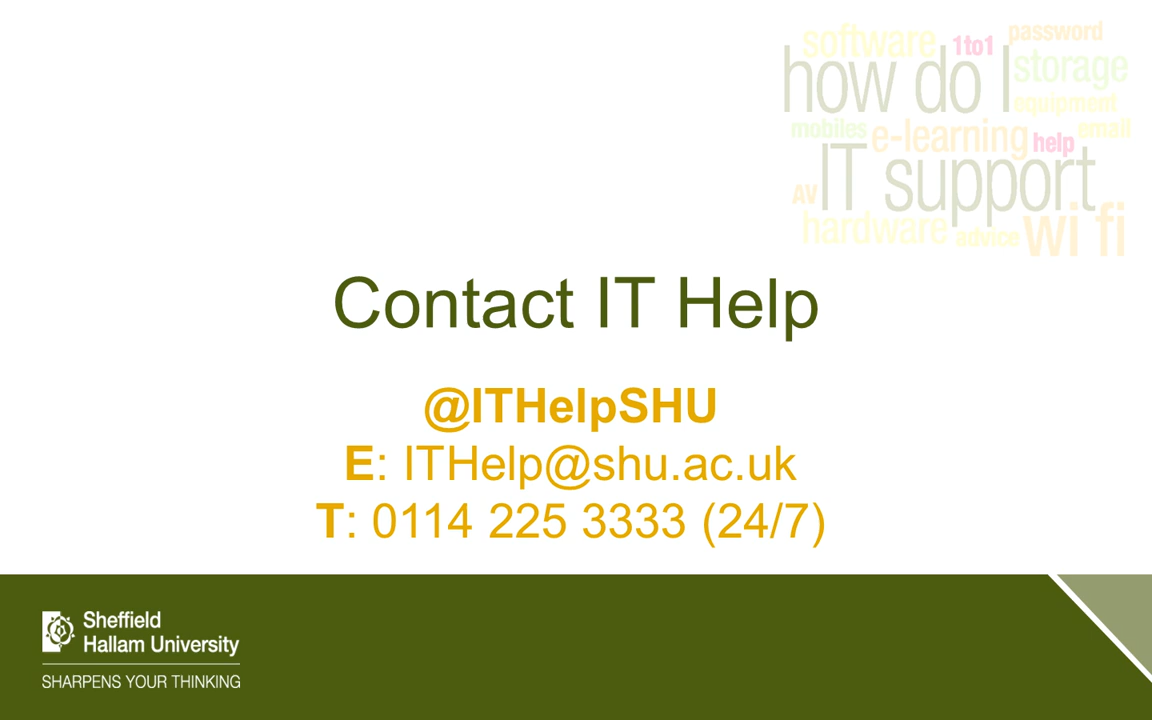 software 1to1 password
how do I storage
equipment
mobiles e-learning help email
AV IT support
hardware advice wi fi
Contact IT Help
@ITHelpSHU
E: ITHelp@shu.ac.uk
T: 0114 225 3333 (24/7)
Sheffield
Hallam University
SHARPENS YOUR THINKING